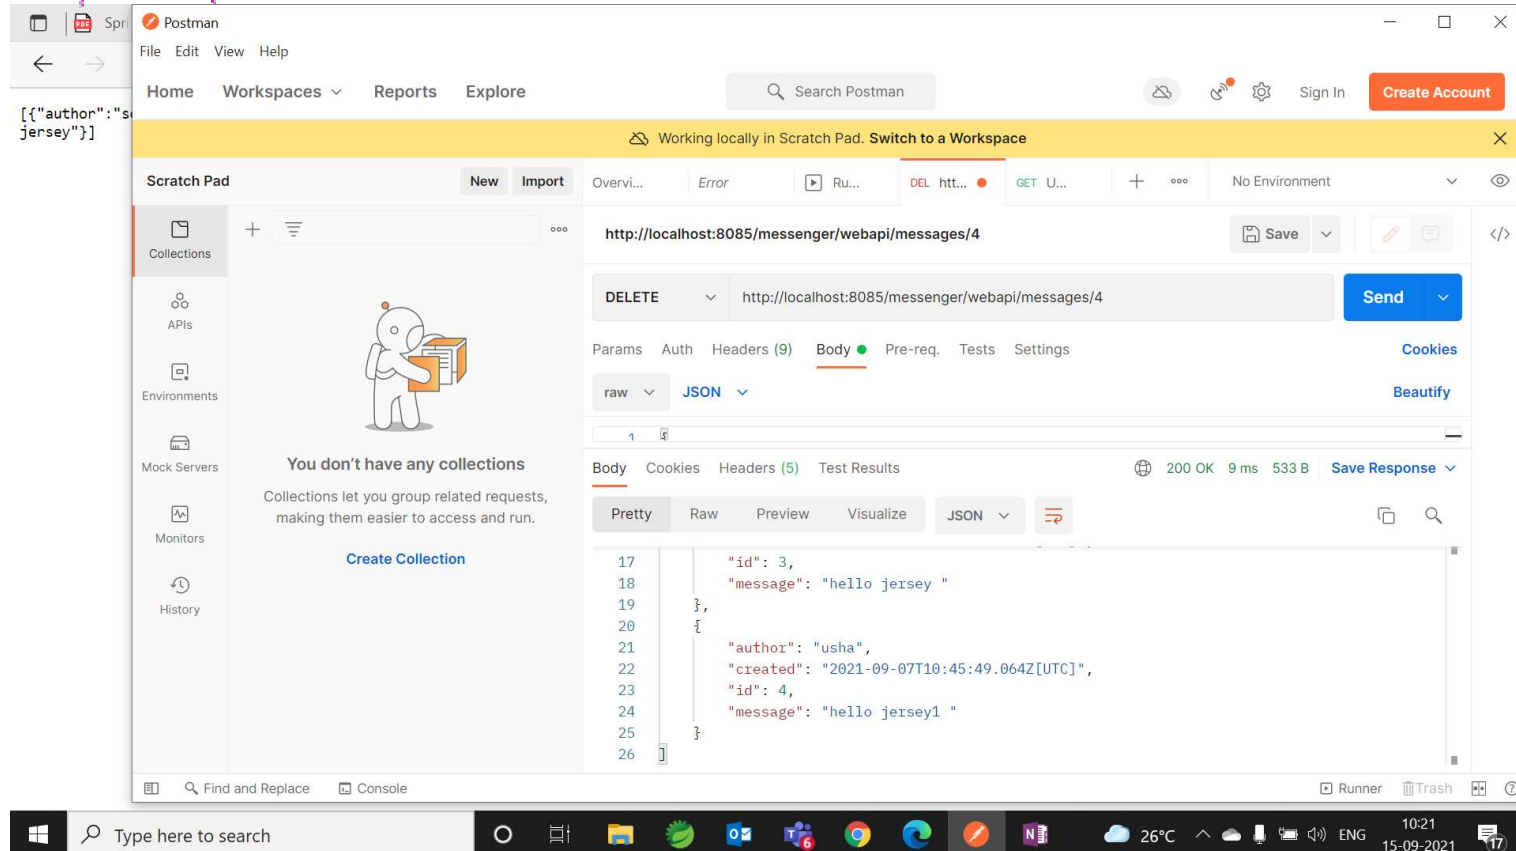 Spri
Postman
File Edit View Help
Home Workspaces Reports Explore
Search Postman
Sign In
Create Accou
[{"author":"s
jersey"}]
Working locally in Scratch Pad. Switch to a Workspace
Scratch Pad
New
Import
Overvi...
Error
Ru...
DEL htt...
GET U...
No Environment
Collections
http://localhost:8085/messenger/webapi/messages/4
Save
</>
APIs
DELETE
http://localhost:8085/messenger/webapi/messages/4
Send
Params Auth Headers (9) Body Pre-req. Tests Settings
Cookies
Environments
raw
JSON
Beautify
1 {
Mock Servers
You don't have any collections
Collections let you group related requests,
making them easier to access and run.
Create Collection
Monitors
History
Body Cookies Headers (5) Test Results
200 OK 9 ms 533 B Save Response
Pretty Raw Preview Visualize JSON
17 "id": 3,
18 "message": "hello jersey "
19 },
20 {
21 "author": "usha",
22 "created": "2021-09-07T10:45:49.064Z[UTC]",
23 "id": 4,
24 "message": "hello jersey1 "
25 }
26 ]
Find and Replace
Console
Runner
Trash
Type here to search
26°C
ENG
10:21
15-09-2021
17